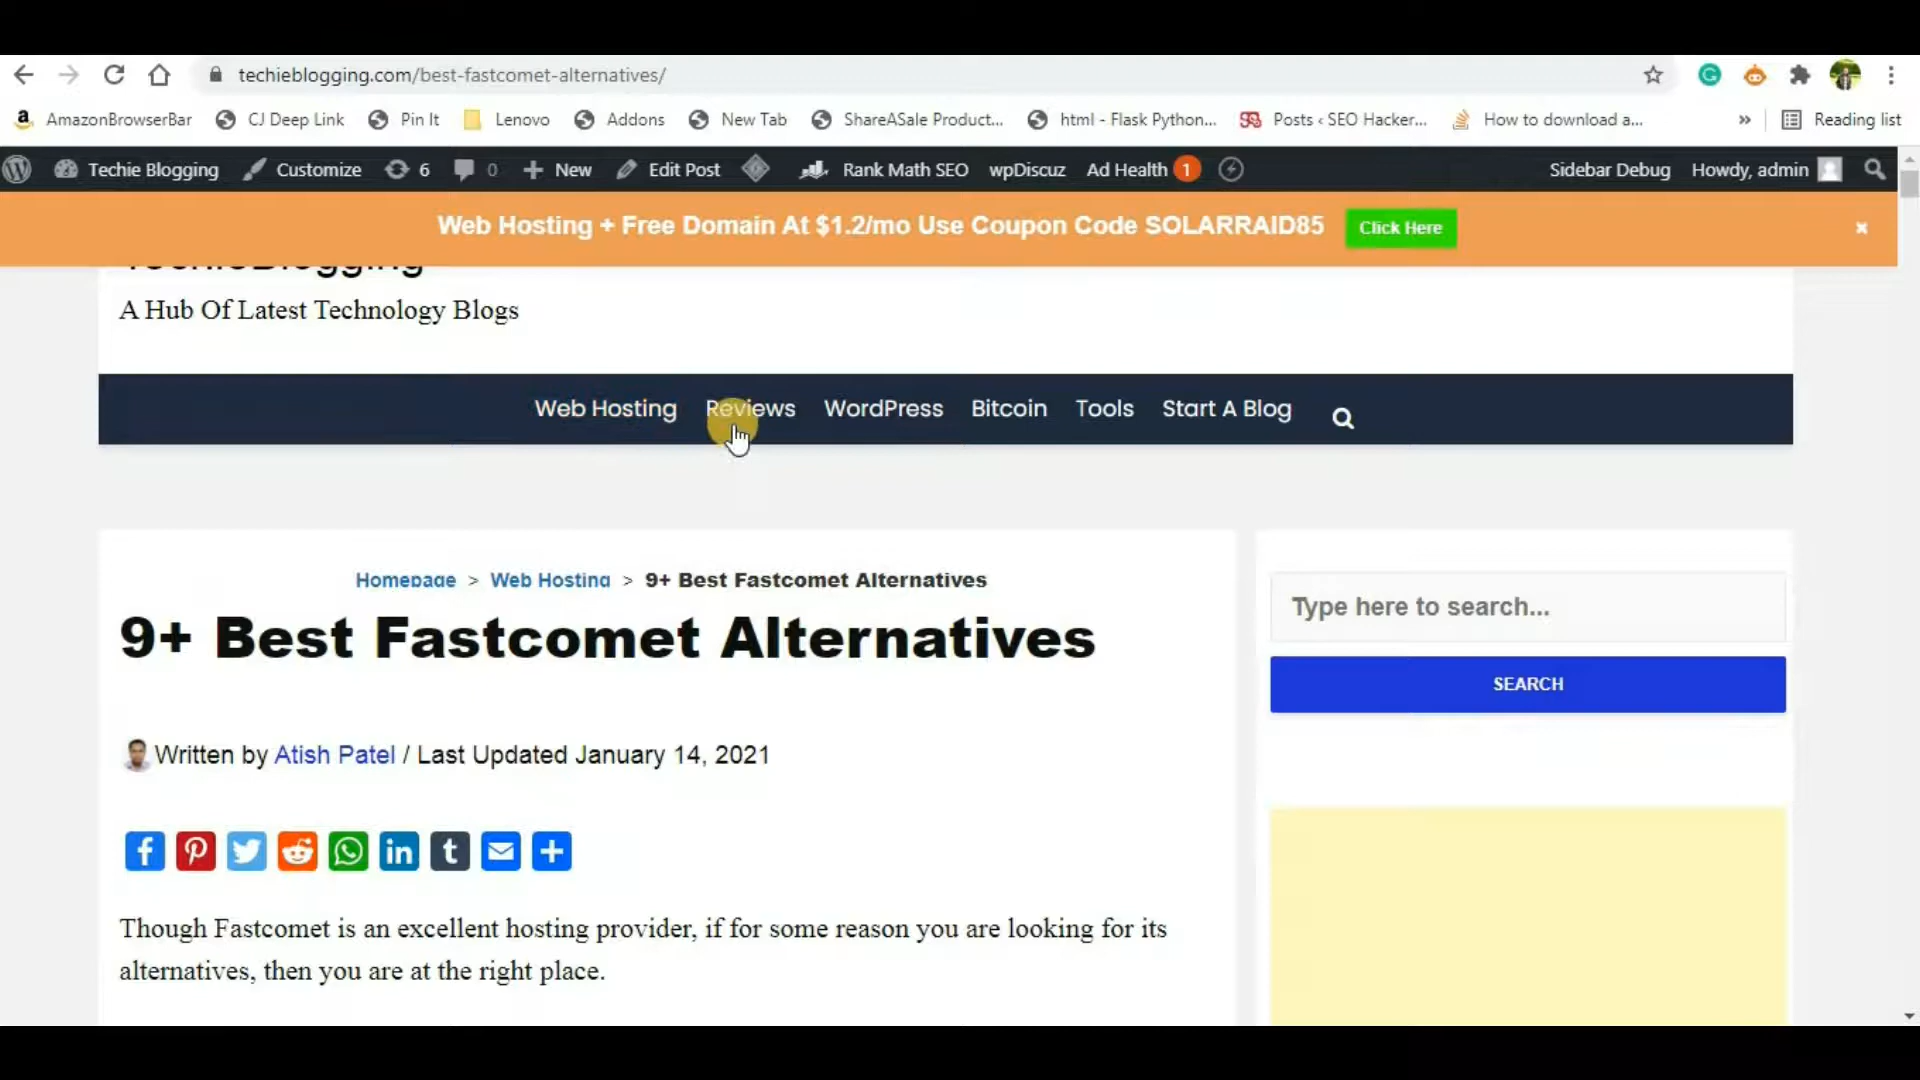 techieblogging.com/best-fastcomet-alternatives/
AmazonBrowserBar CJ Deep Link Pin It Lenovo Addons New Tab ShareASale Product... html - Flask Python... Posts ‹ SEO Hacker... How to download a... » Reading list
Techie Blogging Customize 6 0 New Edit Post Rank Math SEO wpDiscuz Ad Health 1 Sidebar Debug Howdy, admin
Web Hosting + Free Domain At $1.2/mo Use Coupon Code SOLARRAID85 Click Here ×
TechieBlogging
A Hub Of Latest Technology Blogs
Web Hosting Reviews WordPress Bitcoin Tools Start A Blog
Homepage > Web Hosting > 9+ Best Fastcomet Alternatives
9+ Best Fastcomet Alternatives
Type here to search...
SEARCH
Written by Atish Patel / Last Updated January 14, 2021
Though Fastcomet is an excellent hosting provider, if for some reason you are looking for its
alternatives, then you are at the right place.